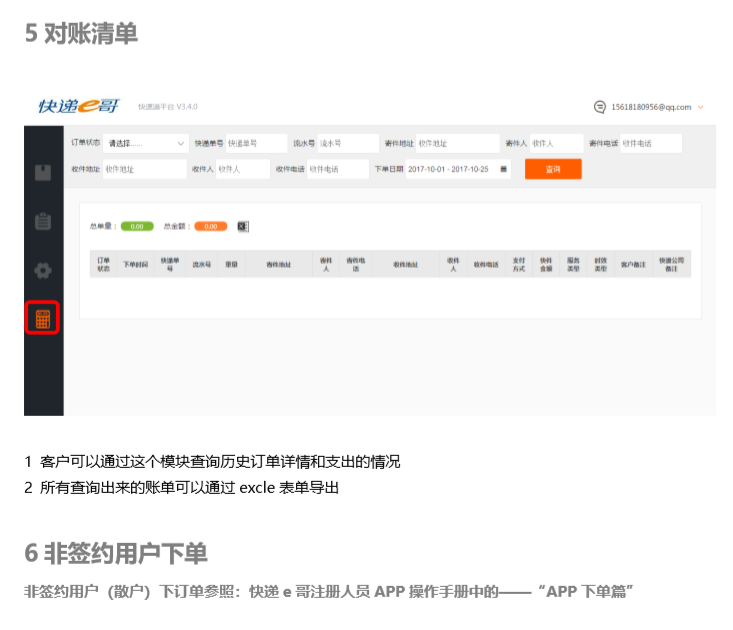 5 对账清单
快递e哥 快递通平台 V3.4.0 15618180956@qq.com
订单状态 请选择...... 快递单号 快递单号 流水号 流水号 寄件地址 收件地址 寄件人 收件人 寄件电话 收件电话
收件地址 收件地址 收件人 收件人 收件电话 收件电话 下单日期 2017-10-01 - 2017-10-25 查询
总单量： 0.00 总金额： 0.00
订单状态 下单时间 快递单号 流水号 重量 寄件地址 寄件人 寄件电话 收件地址 收件人 收件电话 支付方式 快件金额 服务类型 时效类型 客户备注 快递公司备注
1 客户可以通过这个模块查询历史订单详情和支出的情况
2 所有查询出来的账单可以通过 excle 表单导出
6 非签约用户下单
非签约用户（散户）下订单参照：快递 e 哥注册人员 APP 操作手册中的——“APP 下单篇”